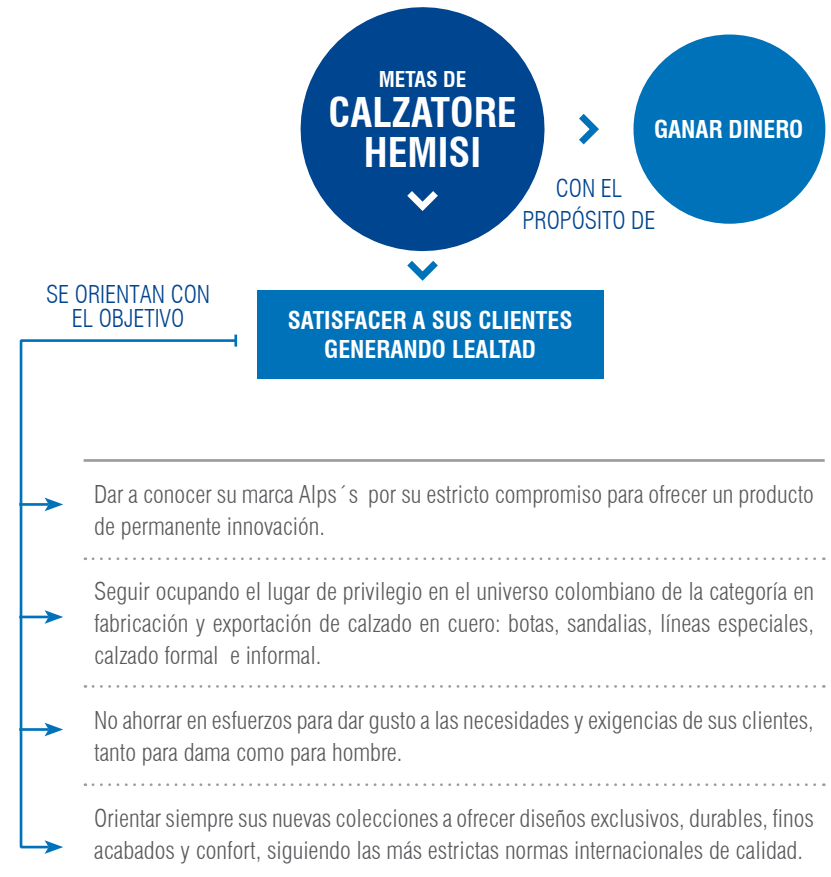 METAS DE
CALZATORE
HEMISI
GANAR DINERO
CON EL
PROPÓSITO DE
SE ORIENTAN CON
EL OBJETIVO
SATISFACER A SUS CLIENTES
GENERANDO LEALTAD
Dar a conocer su marca Alps´s por su estricto compromiso para ofrecer un producto
de permanente innovación.
Seguir ocupando el lugar de privilegio en el universo colombiano de la categoría en
fabricación y exportación de calzado en cuero: botas, sandalias, líneas especiales,
calzado formal e informal.
No ahorrar en esfuerzos para dar gusto a las necesidades y exigencias de sus clientes,
tanto para dama como para hombre.
Orientar siempre sus nuevas colecciones a ofrecer diseños exclusivos, durables, finos
acabados y confort, siguiendo las más estrictas normas internacionales de calidad.